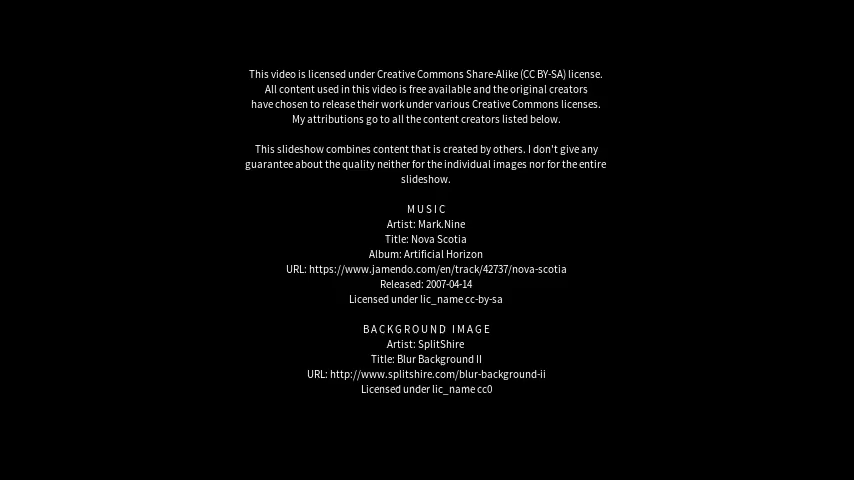 This video is licensed under Creative Commons Share-Alike (CC BY-SA) license.
All content used in this video is free available and the original creators
have chosen to release their work under various Creative Commons licenses.
My attributions go to all the content creators listed below.
This slideshow combines content that is created by others. I don't give any
guarantee about the quality neither for the individual images nor for the entire
slideshow.
MUSIC
Artist: Mark.Nine
Title: Nova Scotia
Album: Artificial Horizon
URL: https://www.jamendo.com/en/track/42737/nova-scotia
Released: 2007-04-14
Licensed under lic_name cc-by-sa
BACKGROUND IMAGE
Artist: SplitShire
Title: Blur Background II
URL: http://www.splitshire.com/blur-background-ii
Licensed under lic_name cc0